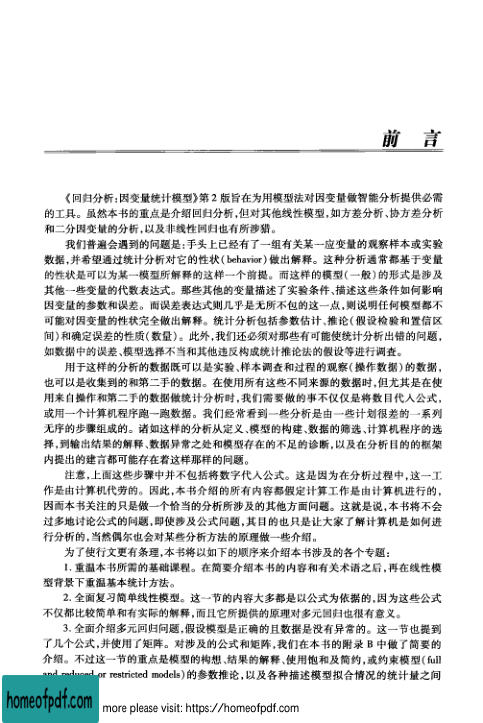 前　言
《回归分析:因变量统计模型》第 2 版旨在为用模型法对因变量做智能分析提供必需
的工具。虽然本书的重点是介绍回归分析,但对其他线性模型,如方差分析、协方差分析
和二分因变量的分析,以及非线性回归也有所涉猎。
我们普遍会遇到的问题是:手头上已经有了一组有关某一应变量的观察样本或实验
数据,并希望通过统计分析对它的性状(behavior)做出解释。这种分析通常都基于变量
的性状是可以为某一模型所解释的这样一个前提。而这样的模型(一般)的形式是涉及
其他一些变量的代数表达式。那些其他的变量描述了实验条件、描述这些条件如何影响
因变量的参数和误差。而误差表达式则几乎是无所不包的这一点,则说明任何模型都不
可能对因变量的性状完全做出解释。统计分析包括参数估计、推论(假设检验和置信区
间)和确定误差的性质(数量)。此外,我们还必须对那些有可能使统计分析出错的问题,
如数据中的误差、模型选择不当和其他违反构成统计推论法的假设等进行调查。
用于这样的分析的数据既可以是实验、样本调查和过程的观察(操作数据)的数据,
也可以是收集到的和第二手的数据。在使用所有这些不同来源的数据时,但尤其是在使
用来自操作和第二手的数据做统计分析时,我们需要做的事不仅仅是将数目代人公式,
或用一个计算机程序跑一跑数据。我们经常看到一些分析是由一些计划很差的一系列
无序的步骤组成的。诸如这样的分析从定义、模型的构建、数据的筛选、计算机程序的选
择,到输出结果的解释、数据异常之处和模型存在的不足的诊断,以及在分析目的的框架
内提出的建言都可能存在着这样那样的问题。
注意,上面这些步骤中并不包括将数字代入公式。这是因为在分析过程中,这一工
作是由计算机代劳的。因此,本书介绍的所有内容都假定计算工作是由计算机进行的,
因而本书关注的只是做一个恰当的分析所涉及的其他方面问题。这就是说,本书将不会
过多地讨论公式的问题,即使涉及公式问题,其目的也只是让大家了解计算机是如何进
行分析的,当然偶尔也会对某些分析方法的原理做一些介绍。
为了使行文更有条理,本书将以如下的顺序来介绍本书涉及的各个专题:
1. 重温本书所需的基础课程。在简要介绍本书的内容和有关术语之后,再在线性模
型背景下重温基本统计方法。
2. 全面复习简单线性模型。这一节的内容大多都是以公式为依据的,因为这些公式
不仅都比较简单和有实际的解释,而且它所提供的原理对多元回归也很有意义。
3. 全面介绍多元回归问题,假设模型是正确的且数据是没有异常的。这一节也提到
了几个公式,并使用了矩阵。对涉及的公式和矩阵,我们在本书的附录 B 中做了简要的
介绍。不过这一节的重点是模型的构想、结果的解释、使用饱和及简约,或约束模型(full
and reduced or restricted models)的参数推论,以及各种描述模型拟合情况的统计量之间
homeofpdf.com
homeofpdf.com
more please visit: https://homeofpdf.com